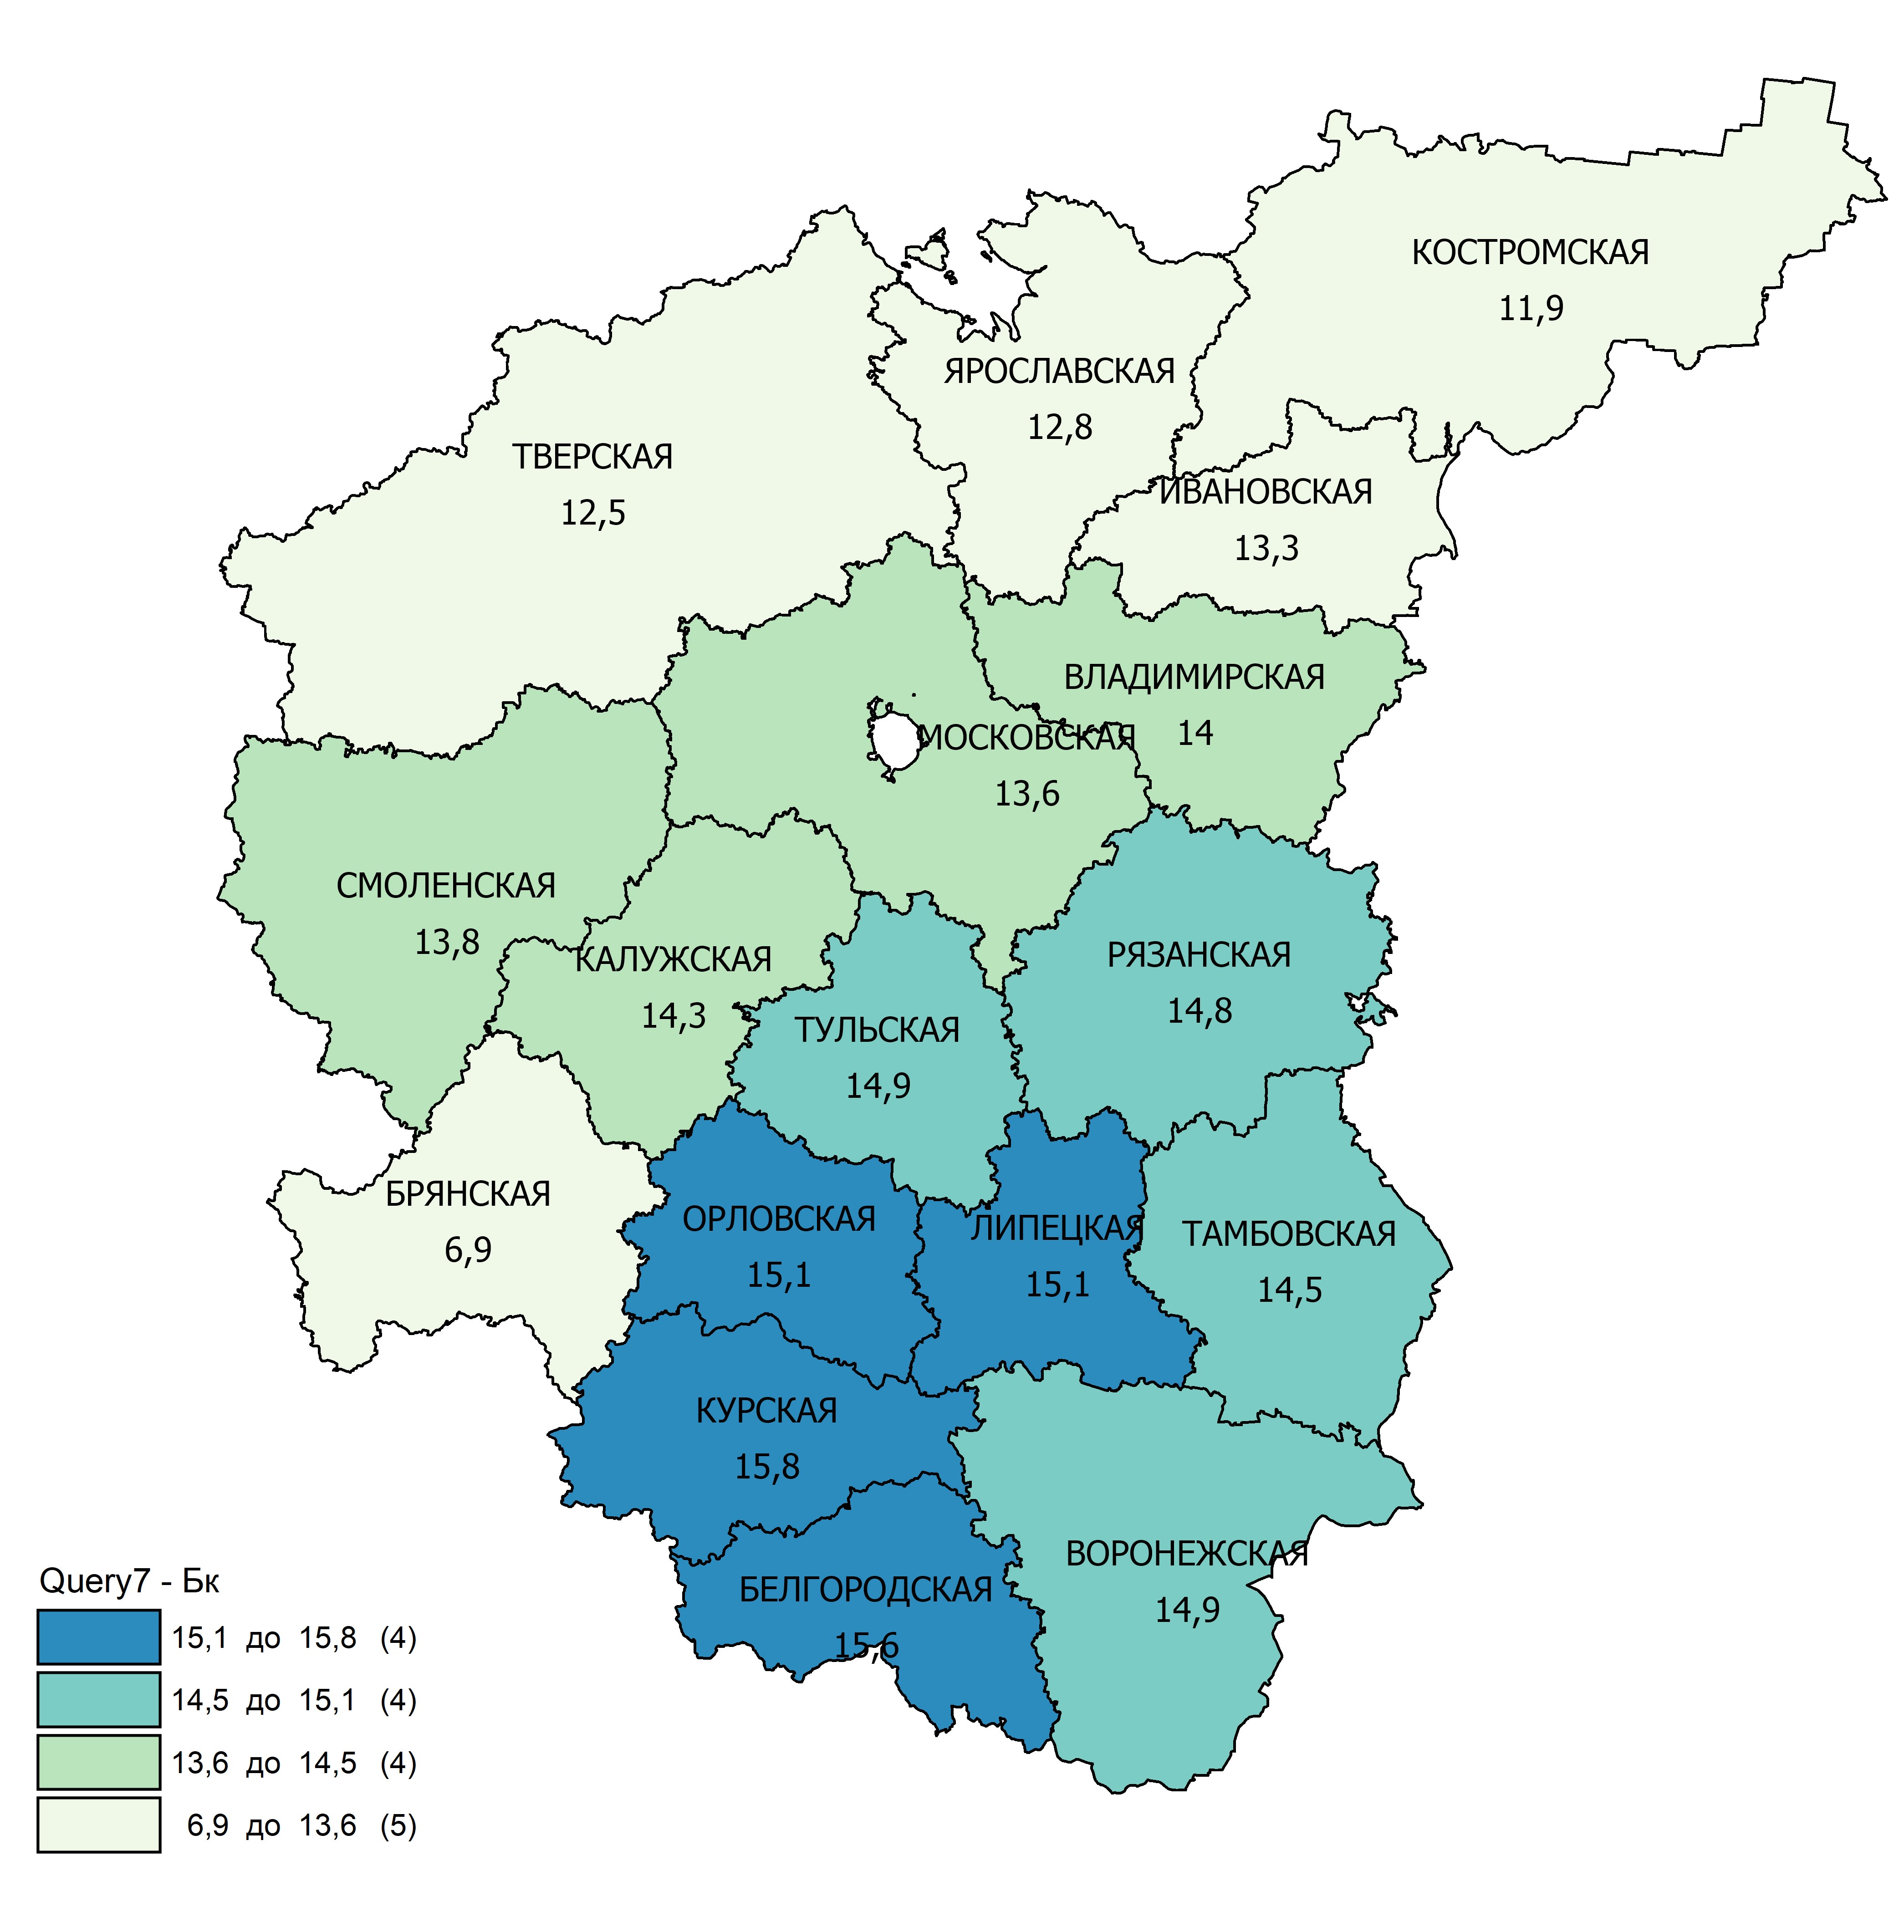 КОСТРОМСКАЯ
11,9
ЯРОСЛАВСКАЯ
12,8
ТВЕРСКАЯ
12,5
ИВАНОВСКАЯ
13,3
ВЛАДИМИРСКАЯ
14
МОСКОВСКАЯ
13,6
СМОЛЕНСКАЯ
13,8
КАЛУЖСКАЯ
14,3
РЯЗАНСКАЯ
14,8
ТУЛЬСКАЯ
14,9
БРЯНСКАЯ
6,9
ОРЛОВСКАЯ
15,1
ЛИПЕЦКАЯ
15,1
ТАМБОВСКАЯ
14,5
КУРСКАЯ
15,8
ВОРОНЕЖСКАЯ
14,9
БЕЛГОРОДСКАЯ
15,6
Query7 - Бк
15,1 до 15,8 (4)
14,5 до 15,1 (4)
13,6 до 14,5 (4)
6,9 до 13,6 (5)